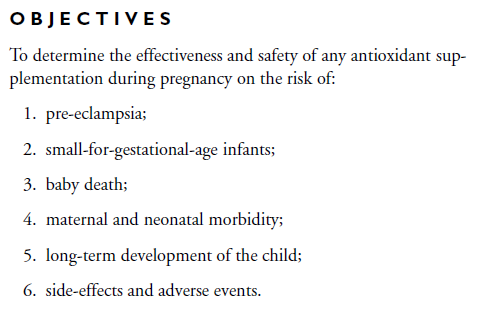 OBJECTIVES
To determine the effectiveness and safety of any antioxidant sup-
plementation during pregnancy on the risk of:
1. pre-eclampsia;
2. small-for-gestational-age infants;
3. baby death;
4. maternal and neonatal morbidity;
5. long-term development of the child;
6. side-effects and adverse events.